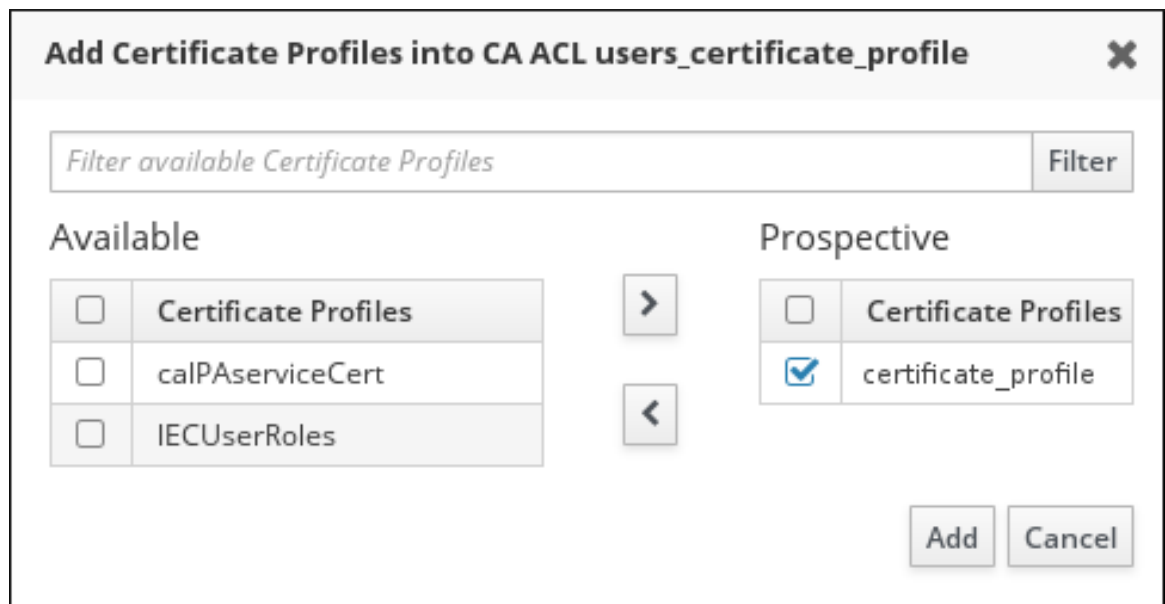 Add Certificate Profiles into CA ACL users_certificate_profile
Filter available Certificate Profiles
Filter
Available
Prospective
Certificate Profiles
Certificate Profiles
caIPAserviceCert
certificate_profile
IECUserRoles
Add
Cancel